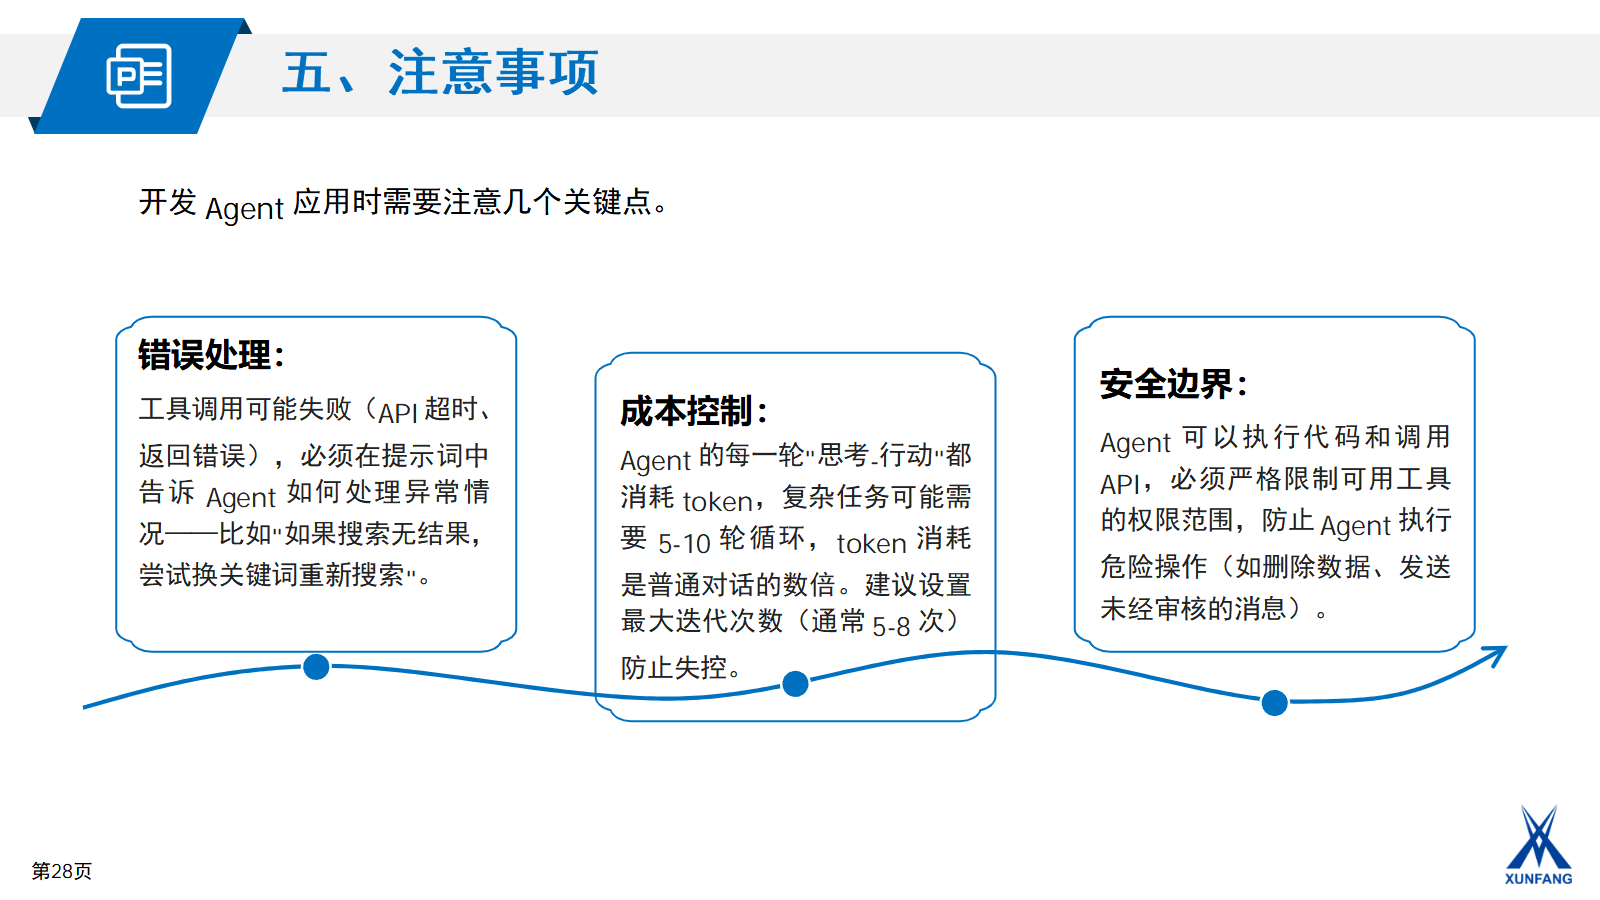 五、注意事项
开发 Agent 应用时需要注意几个关键点。
错误处理：
工具调用可能失败（API 超时、
返回错误），必须在提示词中
告诉 Agent 如何处理异常情
况——比如"如果搜索无结果，
尝试换关键词重新搜索"。
成本控制：
Agent 的每一轮"思考-行动"都
消耗 token，复杂任务可能需
要 5-10 轮循环，token 消耗
是普通对话的数倍。建议设置
最大迭代次数（通常 5-8 次）
防止失控。
安全边界：
Agent 可以执行代码和调用
API，必须严格限制可用工具
的权限范围，防止 Agent 执行
危险操作（如删除数据、发送
未经审核的消息）。
第28页
XUNFANG